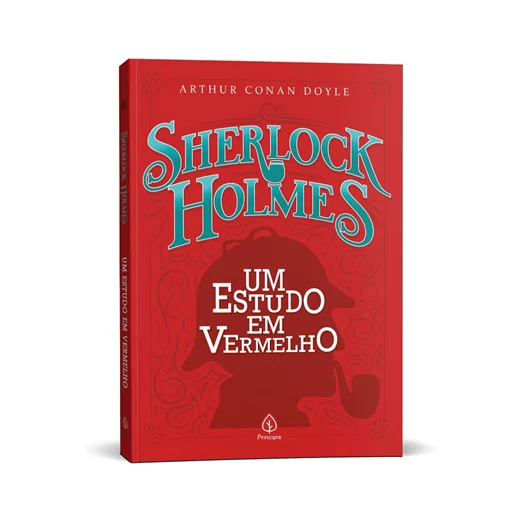 ARTHUR CONAN DOYLE
SHERLOCK
HOLMES
UM
ESTUDO
EM
VERMELHO
Principis
SHERLOCK HOLMES
UM ESTUDO EM VERMELHO